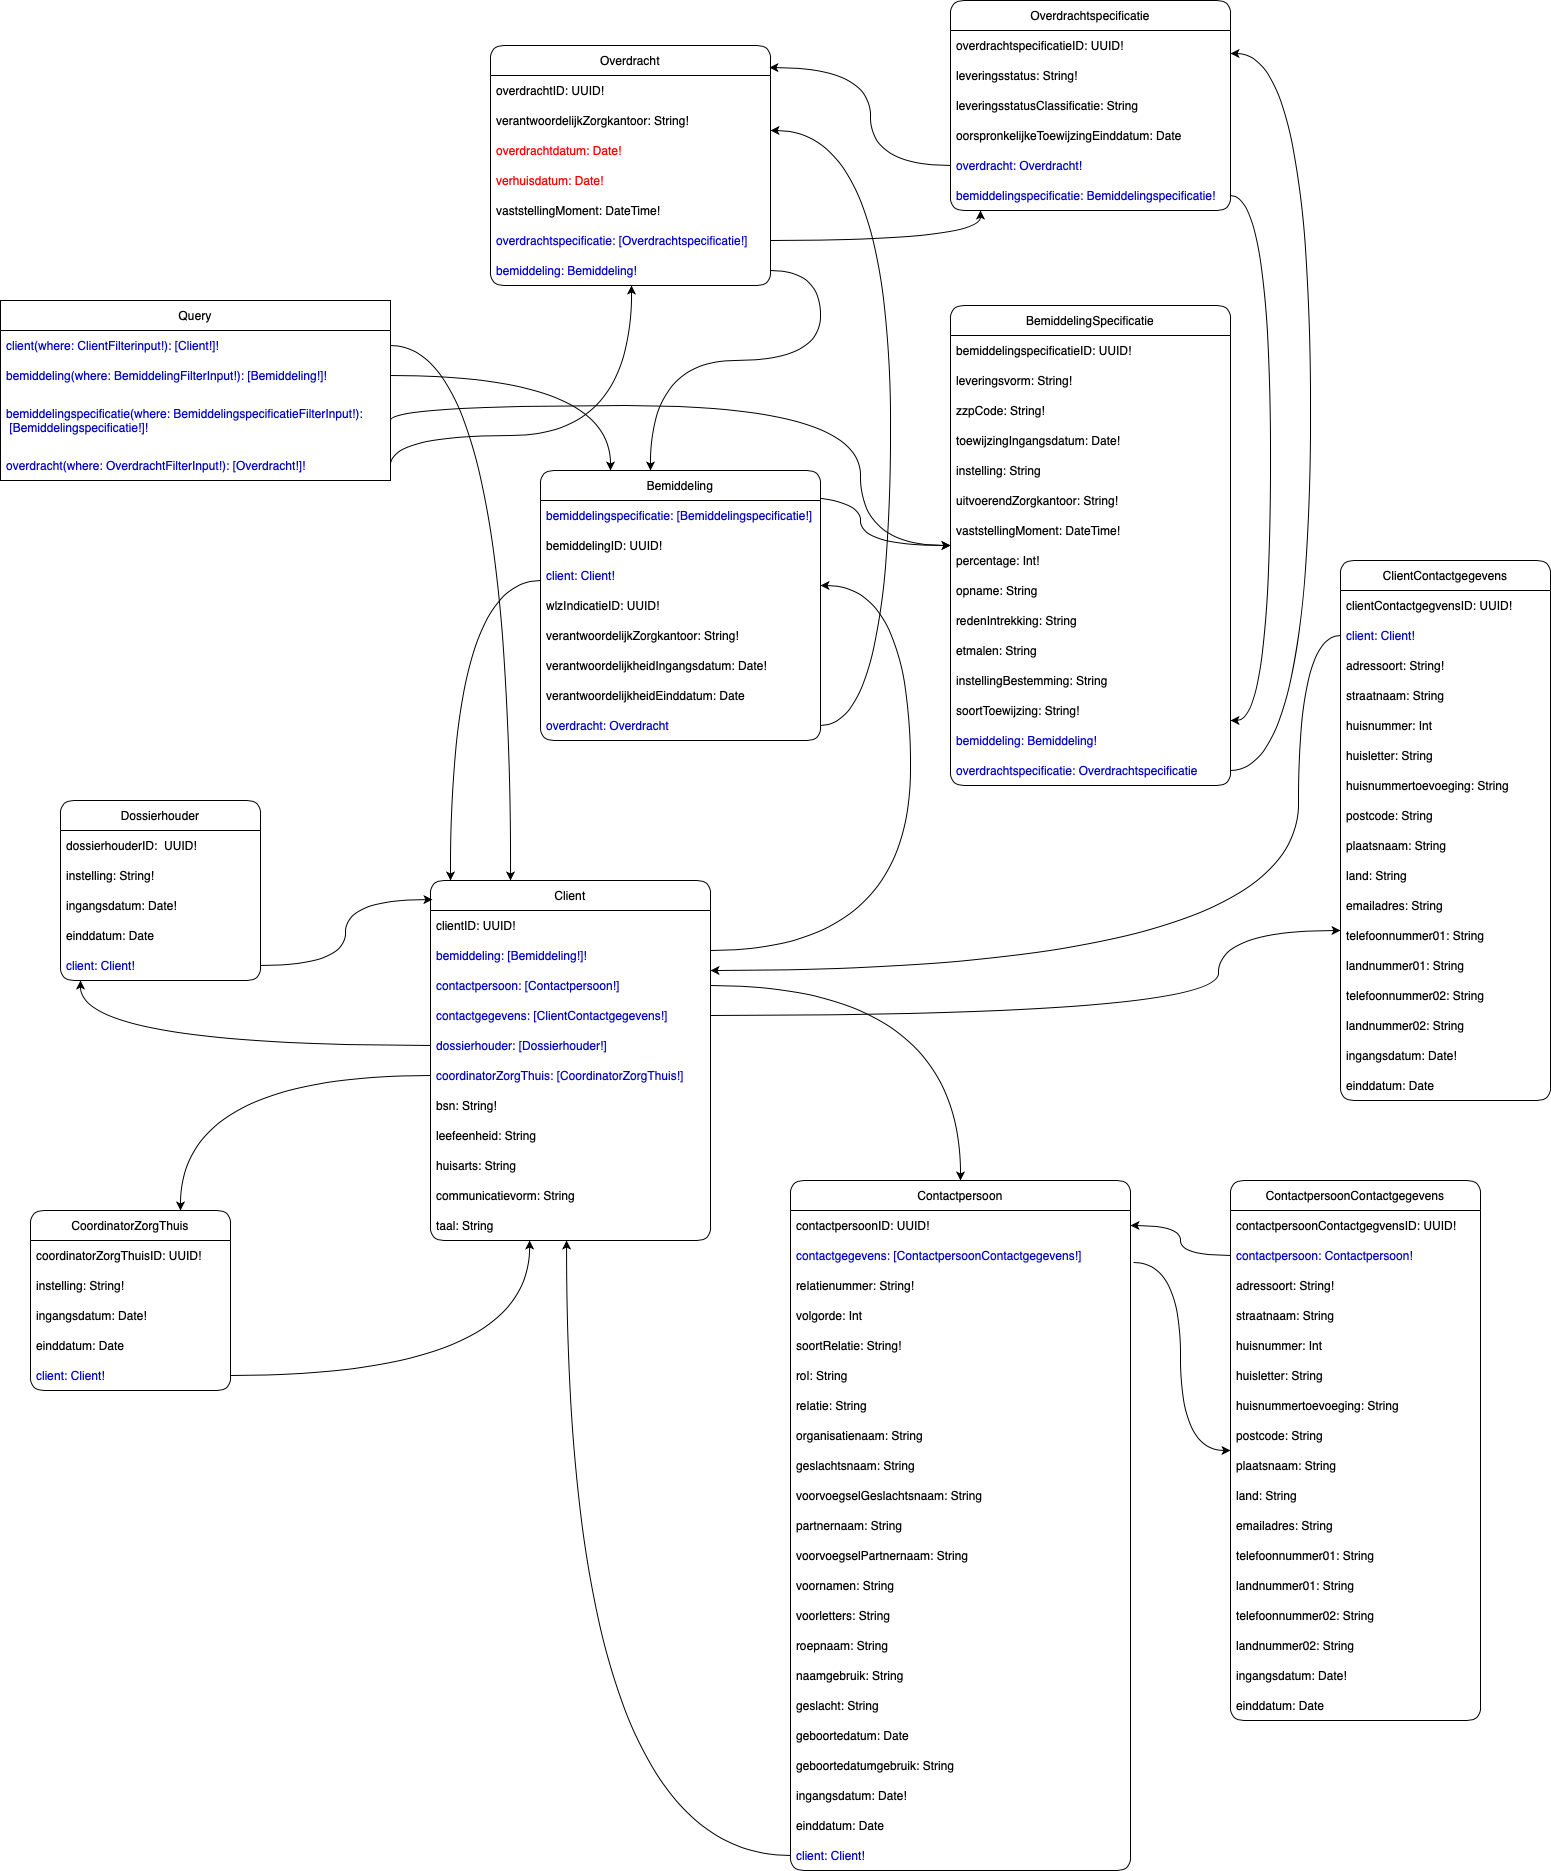 Overdrachtspecificatie
overdrachtspecificatieID: UUID!
leveringsstatus: String!
leveringsstatusClassificatie: String
oorspronkelijkeToewijzingEinddatum: Date
overdracht: Overdracht!
bemiddelingspecificatie: Bemiddelingspecificatie!
Overdracht
overdrachtID: UUID!
verantwoordelijkZorgkantoor: String!
overdrachtdatum: Date!
verhuisdatum: Date!
vaststellingMoment: DateTime!
overdrachtspecificatie: [Overdrachtspecificatie!]
bemiddeling: Bemiddeling!
Query
client(where: ClientFilterinput!): [Client!]!
bemiddeling(where: BemiddelingFilterInput!): [Bemiddeling!]!
bemiddelingspecificatie(where: BemiddelingspecificatieFilterInput!):
[Bemiddelingspecificatie!]!
overdracht(where: OverdrachtFilterInput!): [Overdracht!]!
BemiddelingSpecificatie
bemiddelingspecificatieID: UUID!
leveringsvorm: String!
zzpCode: String!
toewijzingIngangsdatum: Date!
instelling: String
uitvoerendZorgkantoor: String!
vaststellingMoment: DateTime!
percentage: Int!
opname: String
redenIntrekking: String
etmalen: String
instellingBestemming: String
soortToewijzing: String!
bemiddeling: Bemiddeling!
overdrachtspecificatie: Overdrachtspecificatie
Bemiddeling
bemiddelingspecificatie: [Bemiddelingspecificatie!]
bemiddelingID: UUID!
client: Client!
wlzIndicatieID: UUID!
verantwoordelijkZorgkantoor: String!
verantwoordelijkheidIngangsdatum: Date!
verantwoordelijkheidEinddatum: Date
overdracht: Overdracht
ClientContactgegevens
clientContactgegvensID: UUID!
client: Client!
adressoort: String!
straatnaam: String
huisnummer: Int
huisletter: String
huisnummertoevoeging: String
postcode: String
plaatsnaam: String
land: String
emailadres: String
telefoonnummer01: String
landnummer01: String
telefoonnummer02: String
landnummer02: String
ingangsdatum: Date!
einddatum: Date
Dossierhouder
dossierhouderID:  UUID!
instelling: String!
ingangsdatum: Date!
einddatum: Date
client: Client!
Client
clientID: UUID!
bemiddeling: [Bemiddeling!]!
contactpersoon: [Contactpersoon!]
contactgegevens: [ClientContactgegevens!]
dossierhouder: [Dossierhouder!]
coordinatorZorgThuis: [CoordinatorZorgThuis!]
bsn: String!
leefeenheid: String
huisarts: String
communicatievorm: String
taal: String
CoordinatorZorgThuis
coordinatorZorgThuisID: UUID!
instelling: String!
ingangsdatum: Date!
einddatum: Date
client: Client!
Contactpersoon
contactpersoonID: UUID!
contactgegevens: [ContactpersoonContactgegevens!]
relatienummer: String!
volgorde: Int
soortRelatie: String!
rol: String
relatie: String
organisatienaam: String
geslachtsnaam: String
voorvoegselGeslachtsnaam: String
partnernaam: String
voorvoegselPartnernaam: String
voornamen: String
voorletters: String
roepnaam: String
naamgebruik: String
geslacht: String
geboortedatum: Date
geboortedatumgebruik: String
ingangsdatum: Date!
einddatum: Date
client: Client!
ContactpersoonContactgegevens
contactpersoonContactgegvensID: UUID!
contactpersoon: Contactpersoon!
adressoort: String!
straatnaam: String
huisnummer: Int
huisletter: String
huisnummertoevoeging: String
postcode: String
plaatsnaam: String
land: String
emailadres: String
telefoonnummer01: String
landnummer01: String
telefoonnummer02: String
landnummer02: String
ingangsdatum: Date!
einddatum: Date